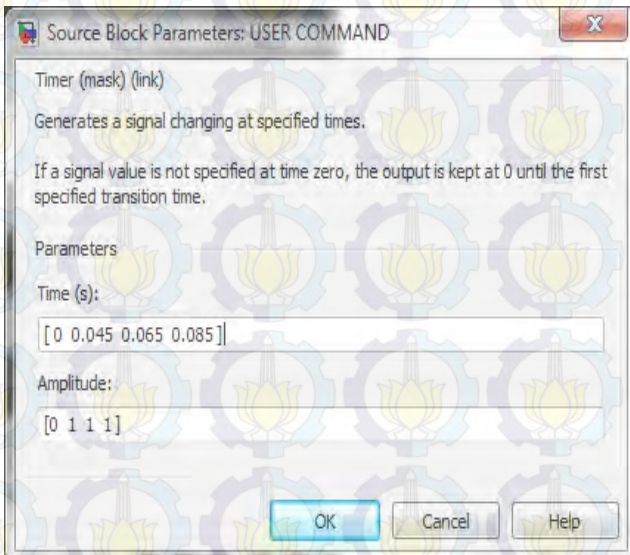 Source Block Parameters: USER COMMAND
X
Timer (mask) (link)
Generates a signal changing at specified times.
If a signal value is not specified at time zero, the output is kept at 0 until the first
specified transition time.
Parameters
Time (s):
[ 0 0.045 0.065 0.085 ]
Amplitude:
[0 1 1 1]
OK Cancel Help